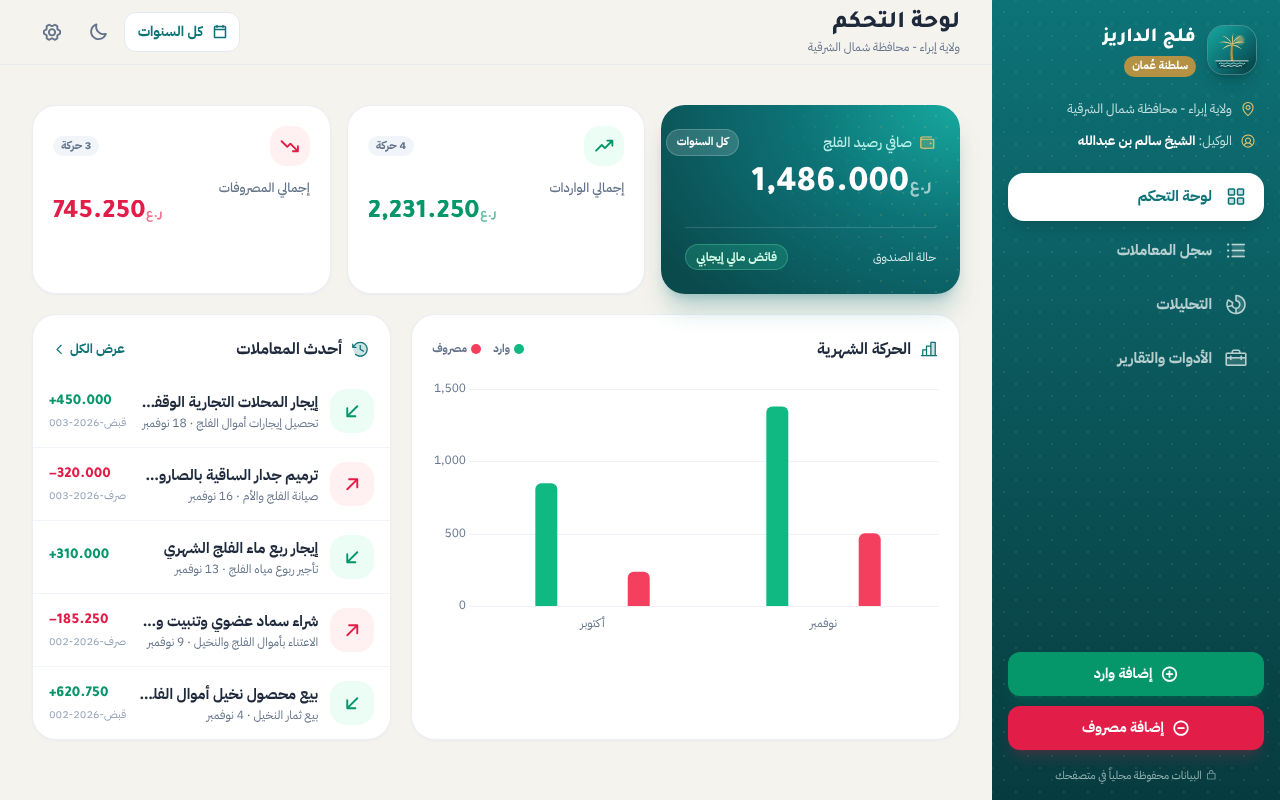 فلج الداريز
سلطنة عُمان
ولاية إبراء - محافظة شمال الشرقية
الوكيل: الشيخ سالم بن عبدالله
لوحة التحكم
سجل المعاملات
التحليلات
الأدوات والتقارير
إضافة وارد
إضافة مصروف
البيانات محفوظة محلياً في متصفحك
لوحة التحكم
ولاية إبراء - محافظة شمال الشرقية
كل السنوات
صافي رصيد الفلج
كل السنوات
1,486.000 ر.ع
حالة الصندوق
فائض مالي إيجابي
4 حركة
إجمالي الواردات
2,231.250 ر.ع
3 حركة
إجمالي المصروفات
745.250 ر.ع
الحركة الشهرية
وارد
مصروف
1,500
1,000
500
0
نوفمبر
أكتوبر
أحدث المعاملات
عرض الكل
إيجار المحلات التجارية الوقفـ...
+450.000
تحصيل إيجارات أموال الفلج · 18 نوفمبر
قبض-2026-003
ترميم جدار الساقية بالصارو...
−320.000
صيانة الفلج والأم · 16 نوفمبر
صرف-2026-003
إيجار ربع ماء الفلج الشهري
+310.000
تأجير ربوع مياه الفلج · 13 نوفمبر
شراء سماد عضوي وتنبيت و...
−185.250
الاعتناء بأموال الفلج والنخيل · 9 نوفمبر
صرف-2026-002
بيع محصول نخيل أموال الفلـ...
+620.750
بيع ثمار النخيل · 4 نوفمبر
قبض-2026-002